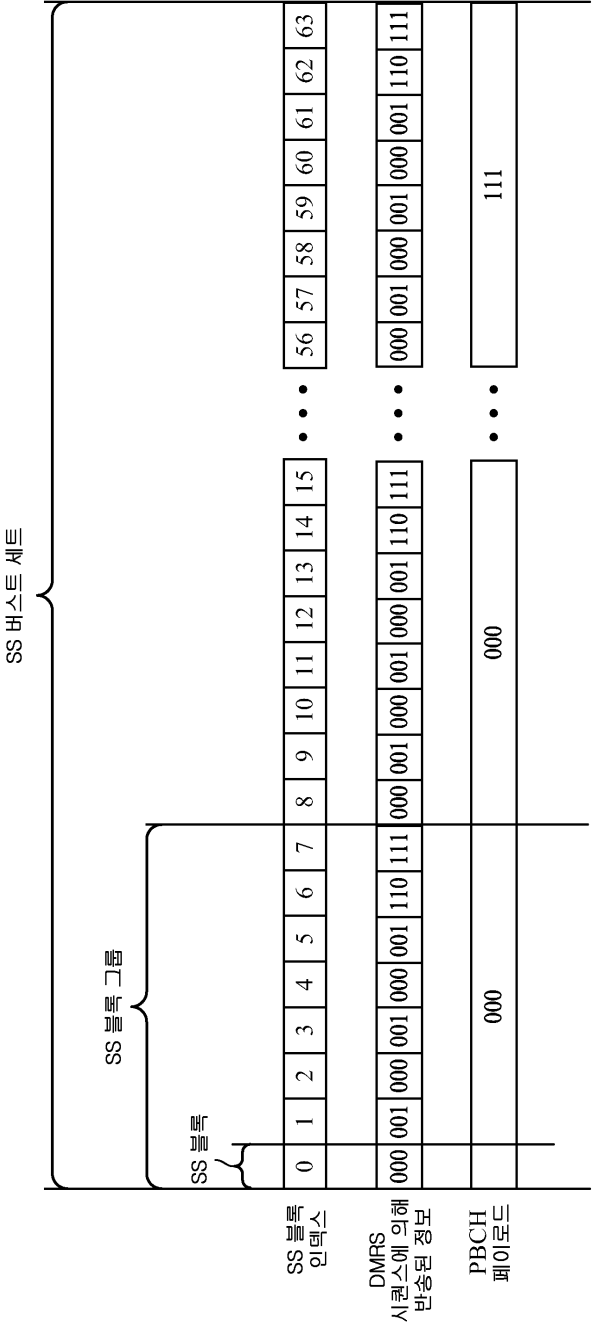 SS 버스트 세트
SS 블록 그룹
SS 블록
SS 블록
인덱스
0 1 2 3 4 5 6 7 8 9 10 11 12 13 14 15 ••• 56 57 58 59 60 61 62 63
DMRS
시퀀스에 의해
반송된 정보
000 001 000 001 000 001 110 111 000 001 000 001 000 001 110 111 ••• 000 001 000 001 000 001 110 111
PBCH
페이로드
000 000 ••• 111